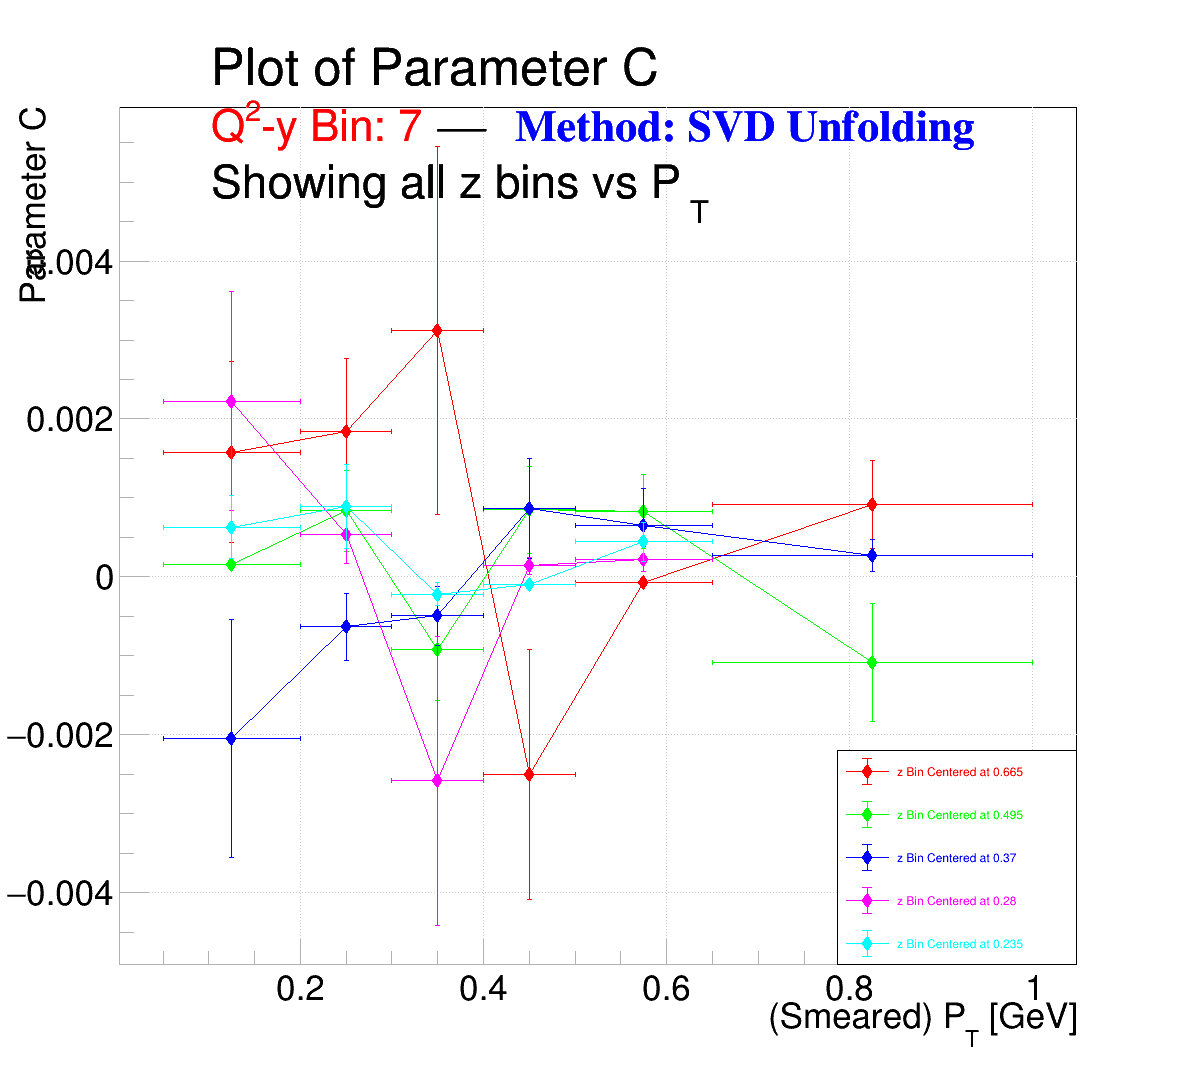 Plot of Parameter C
Q²-y Bin: 7 — Method: SVD Unfolding
Showing all z bins vs P_T
Parameter C
0.004
0.002
0
−0.002
−0.004
z Bin Centered at 0.665
z Bin Centered at 0.495
z Bin Centered at 0.37
z Bin Centered at 0.28
z Bin Centered at 0.235
0.2 0.4 0.6 0.8 1
(Smeared) P_T [GeV]